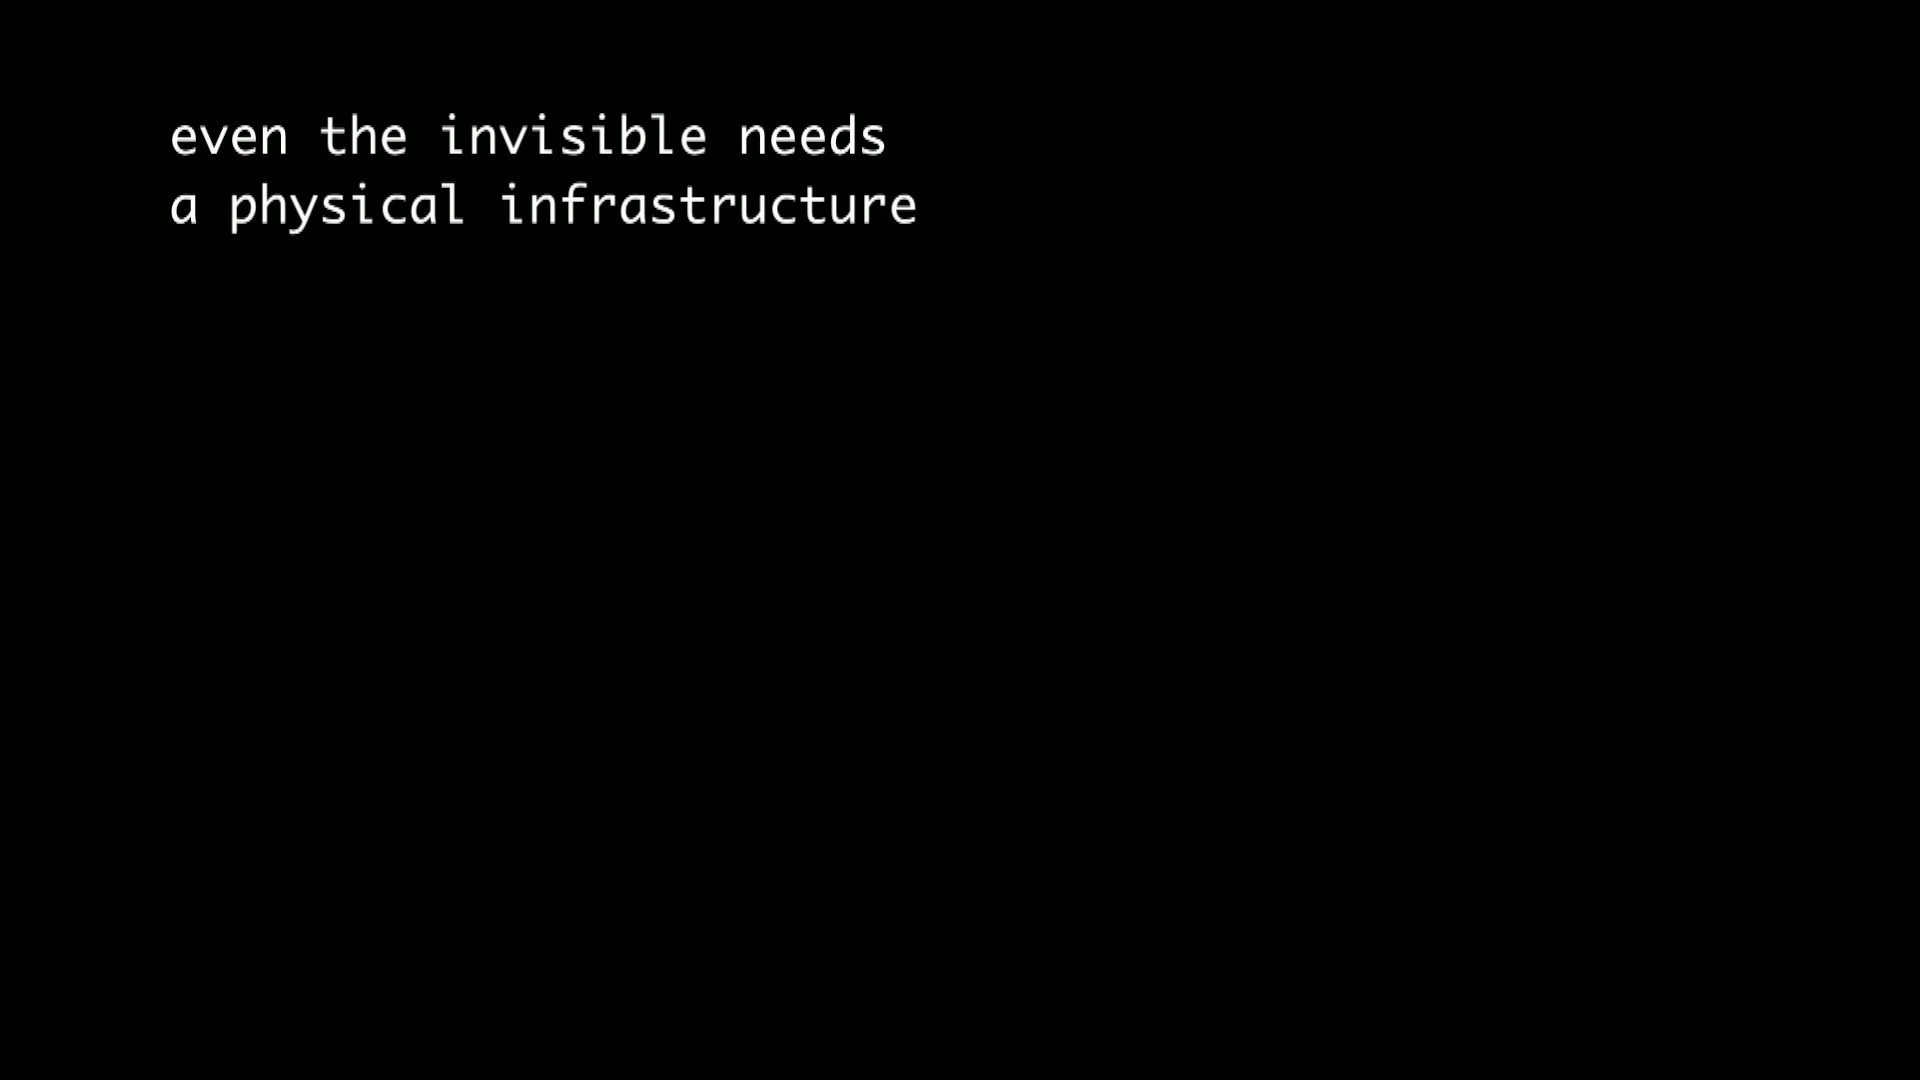 even the invisible needs
a physical infrastructure